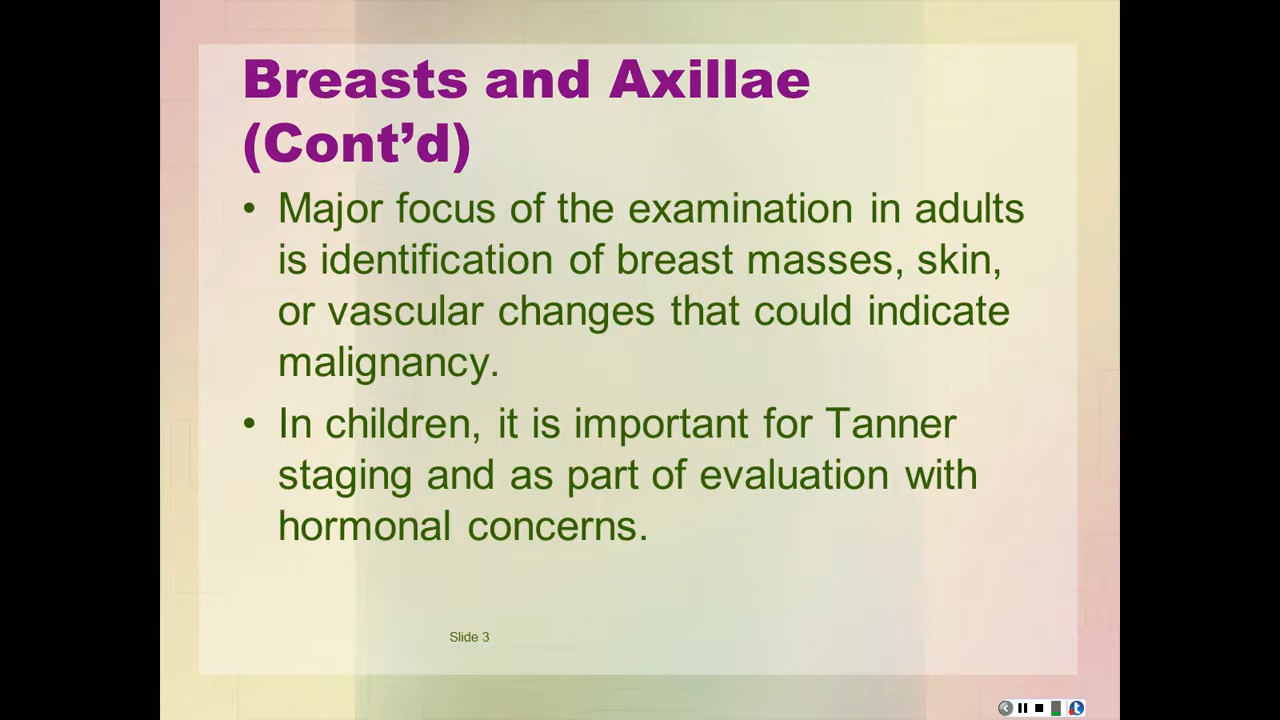 Breasts and Axillae
(Cont’d)
• Major focus of the examination in adults
is identification of breast masses, skin,
or vascular changes that could indicate
malignancy.
• In children, it is important for Tanner
staging and as part of evaluation with
hormonal concerns.
Slide 3